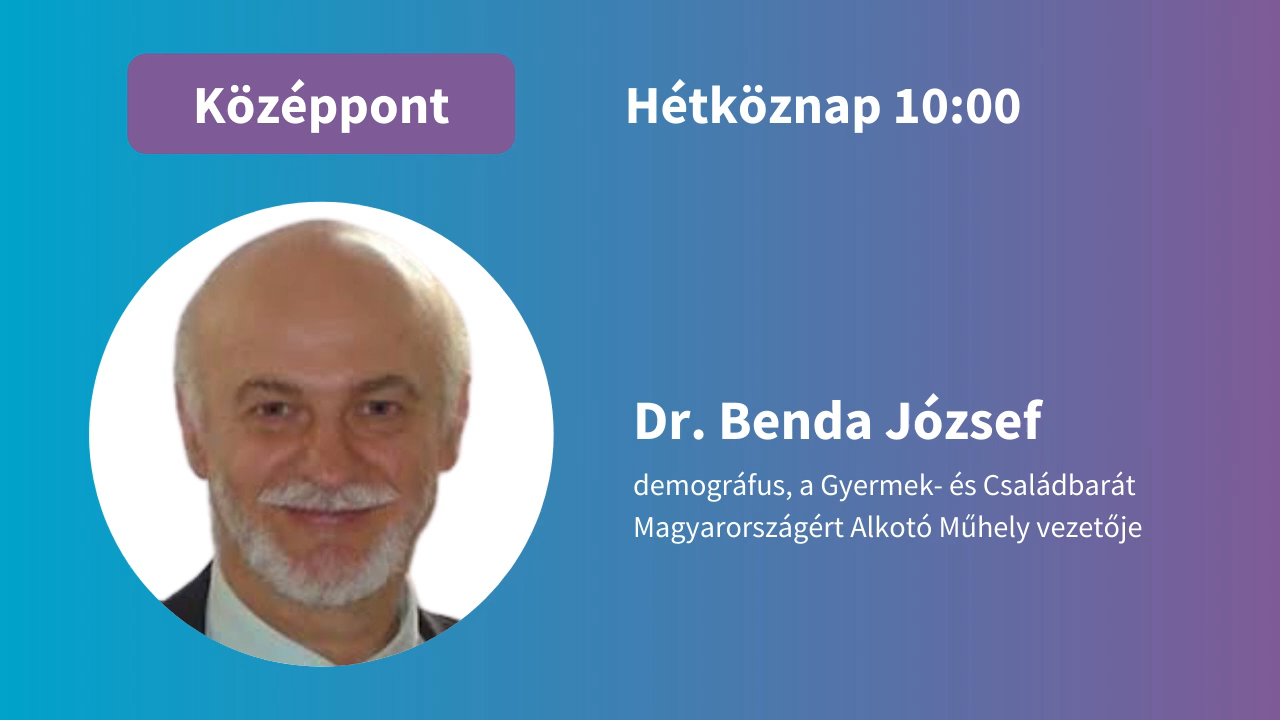 Középpont
Hétköznap 10:00
Dr. Benda József
demográfus, a Gyermek- és Családbarát
Magyarországért Alkotó Műhely vezetője